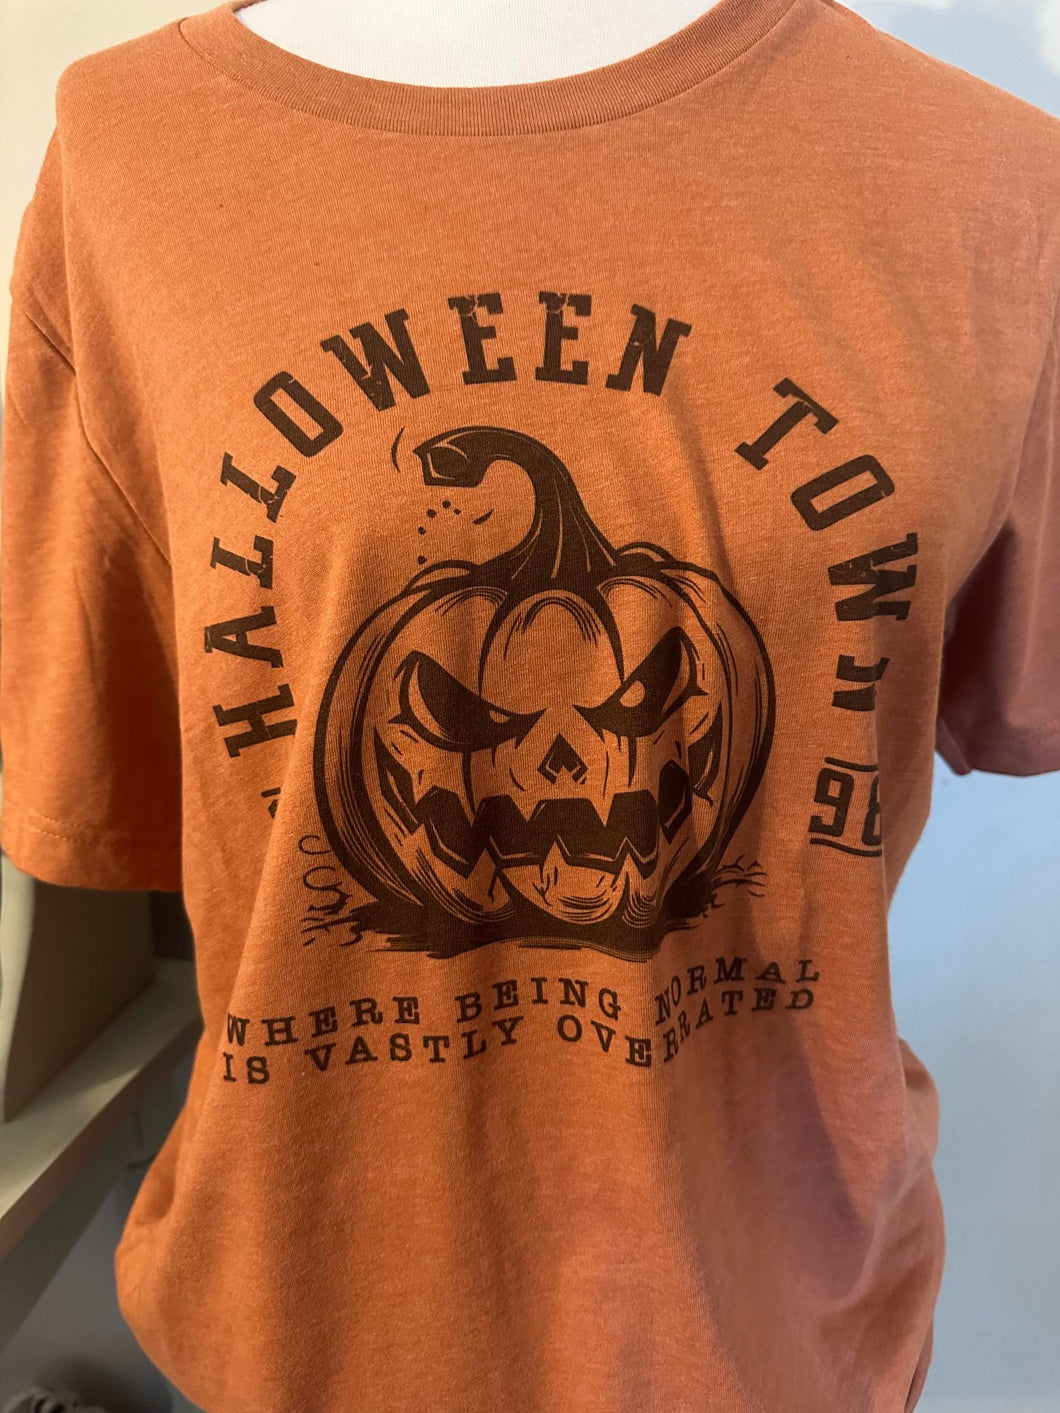 HALLOWEEN TOWN
98
WHERE BEING NORMAL
IS VASTLY OVERRATED